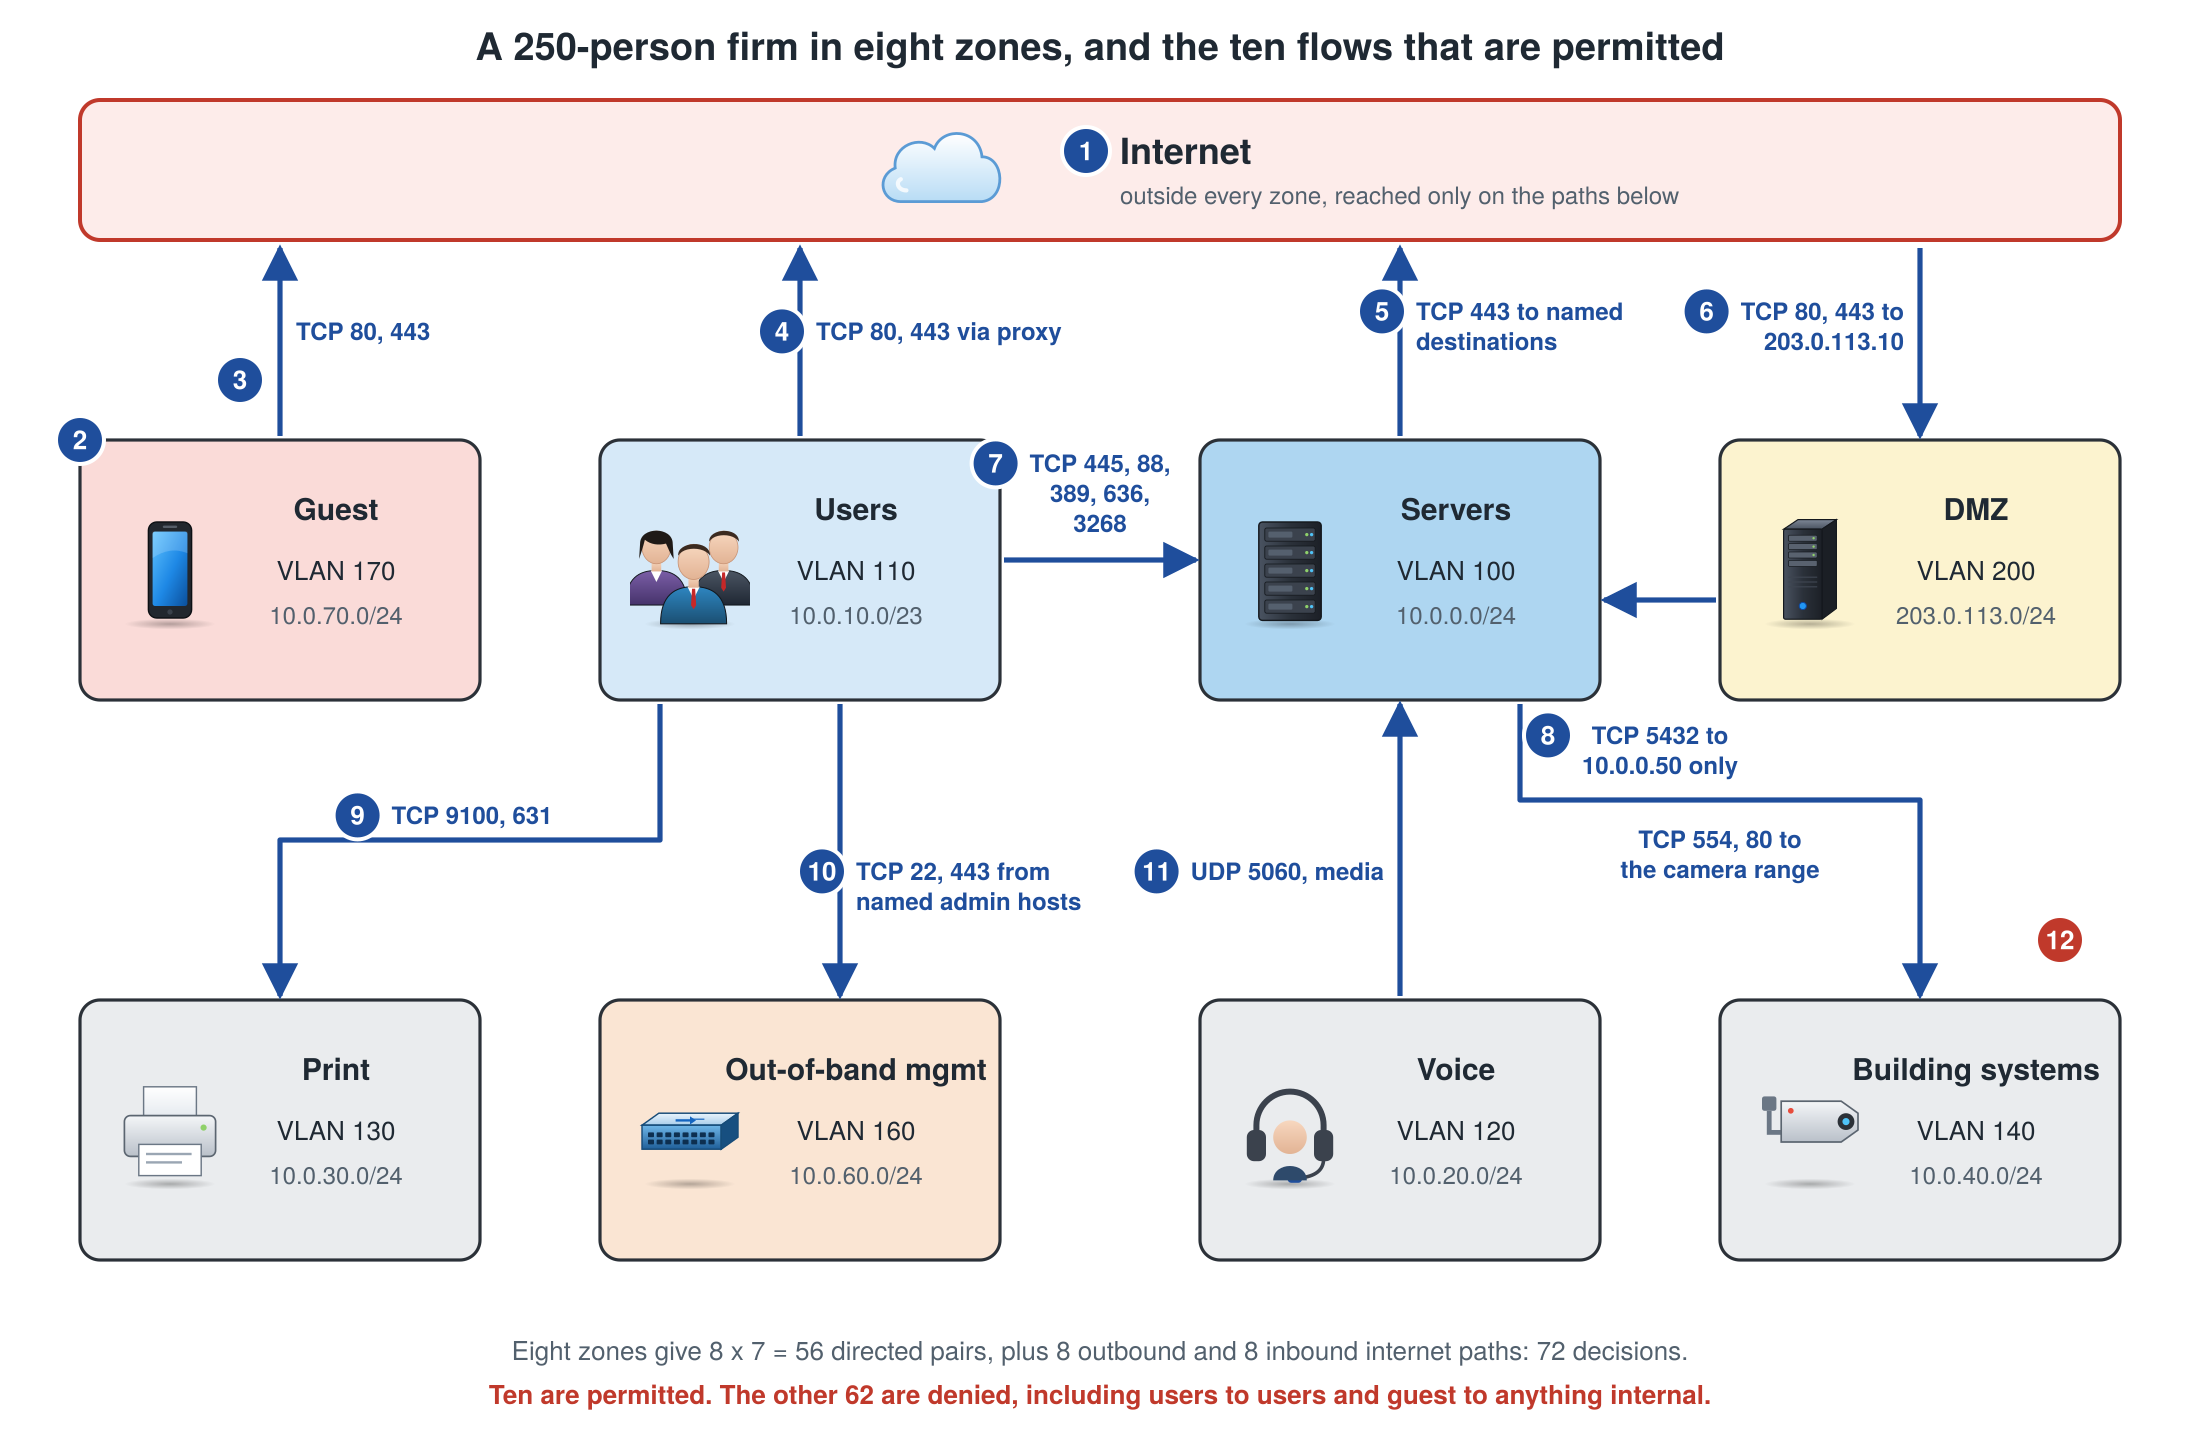 A 250-person firm in eight zones, and the ten flows that are permitted
1 Internet
outside every zone, reached only on the paths below
TCP 80, 443
3
4 TCP 80, 443 via proxy
5 TCP 443 to named
destinations
6 TCP 80, 443 to
203.0.113.10
2
Guest
VLAN 170
10.0.70.0/24
Users
VLAN 110
10.0.10.0/23
7 TCP 445, 88,
389, 636,
3268
Servers
VLAN 100
10.0.0.0/24
DMZ
VLAN 200
203.0.113.0/24
8 TCP 5432 to
10.0.0.50 only
9 TCP 9100, 631
10 TCP 22, 443 from
named admin hosts
11 UDP 5060, media
TCP 554, 80 to
the camera range
12
Print
VLAN 130
10.0.30.0/24
Out-of-band mgmt
VLAN 160
10.0.60.0/24
Voice
VLAN 120
10.0.20.0/24
Building systems
VLAN 140
10.0.40.0/24
Eight zones give 8 x 7 = 56 directed pairs, plus 8 outbound and 8 inbound internet paths: 72 decisions.
Ten are permitted. The other 62 are denied, including users to users and guest to anything internal.